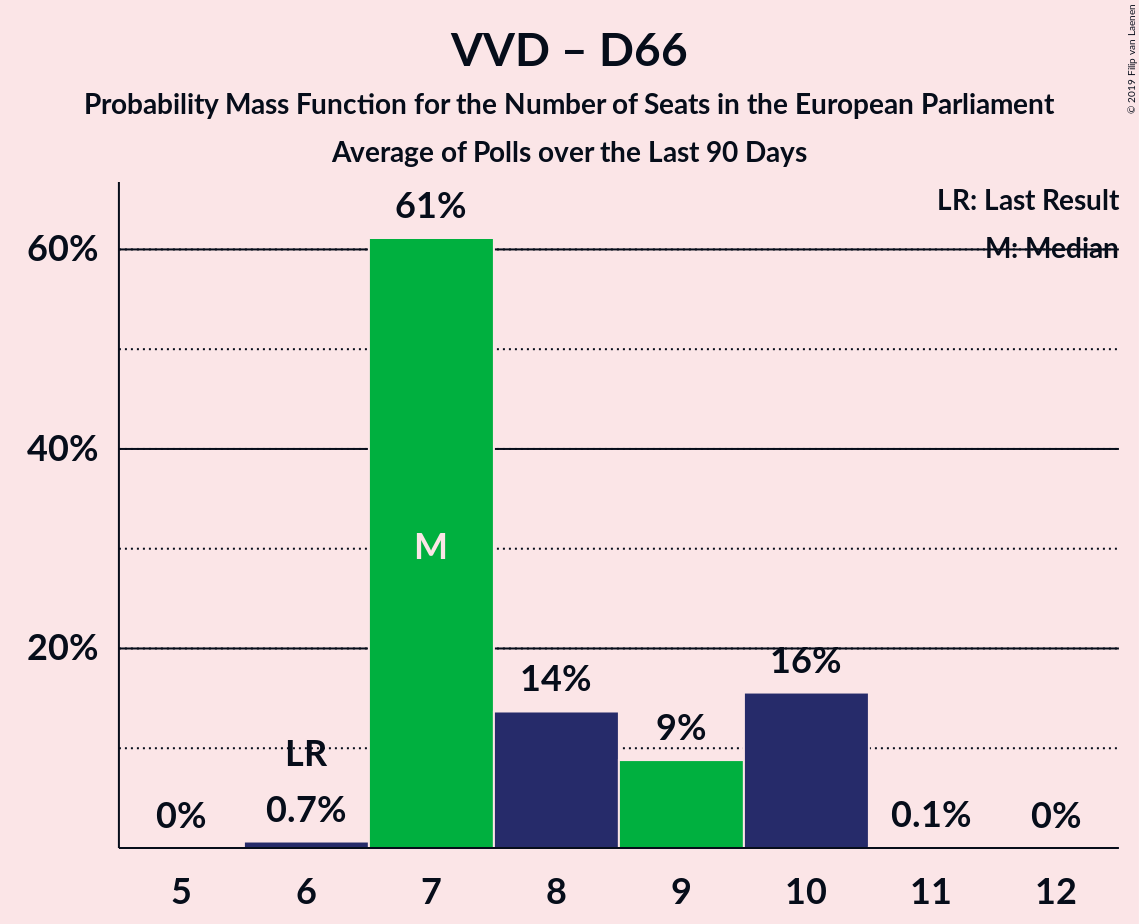 VVD – D66
Probability Mass Function for the Number of Seats in the European Parliament
Average of Polls over the Last 90 Days
© 2019 Filip van Laenen
LR: Last Result
M: Median
60%
40%
20%
0%
LR
0.7%
61%
M
14%
9%
16%
0.1%
0%
5 6 7 8 9 10 11 12